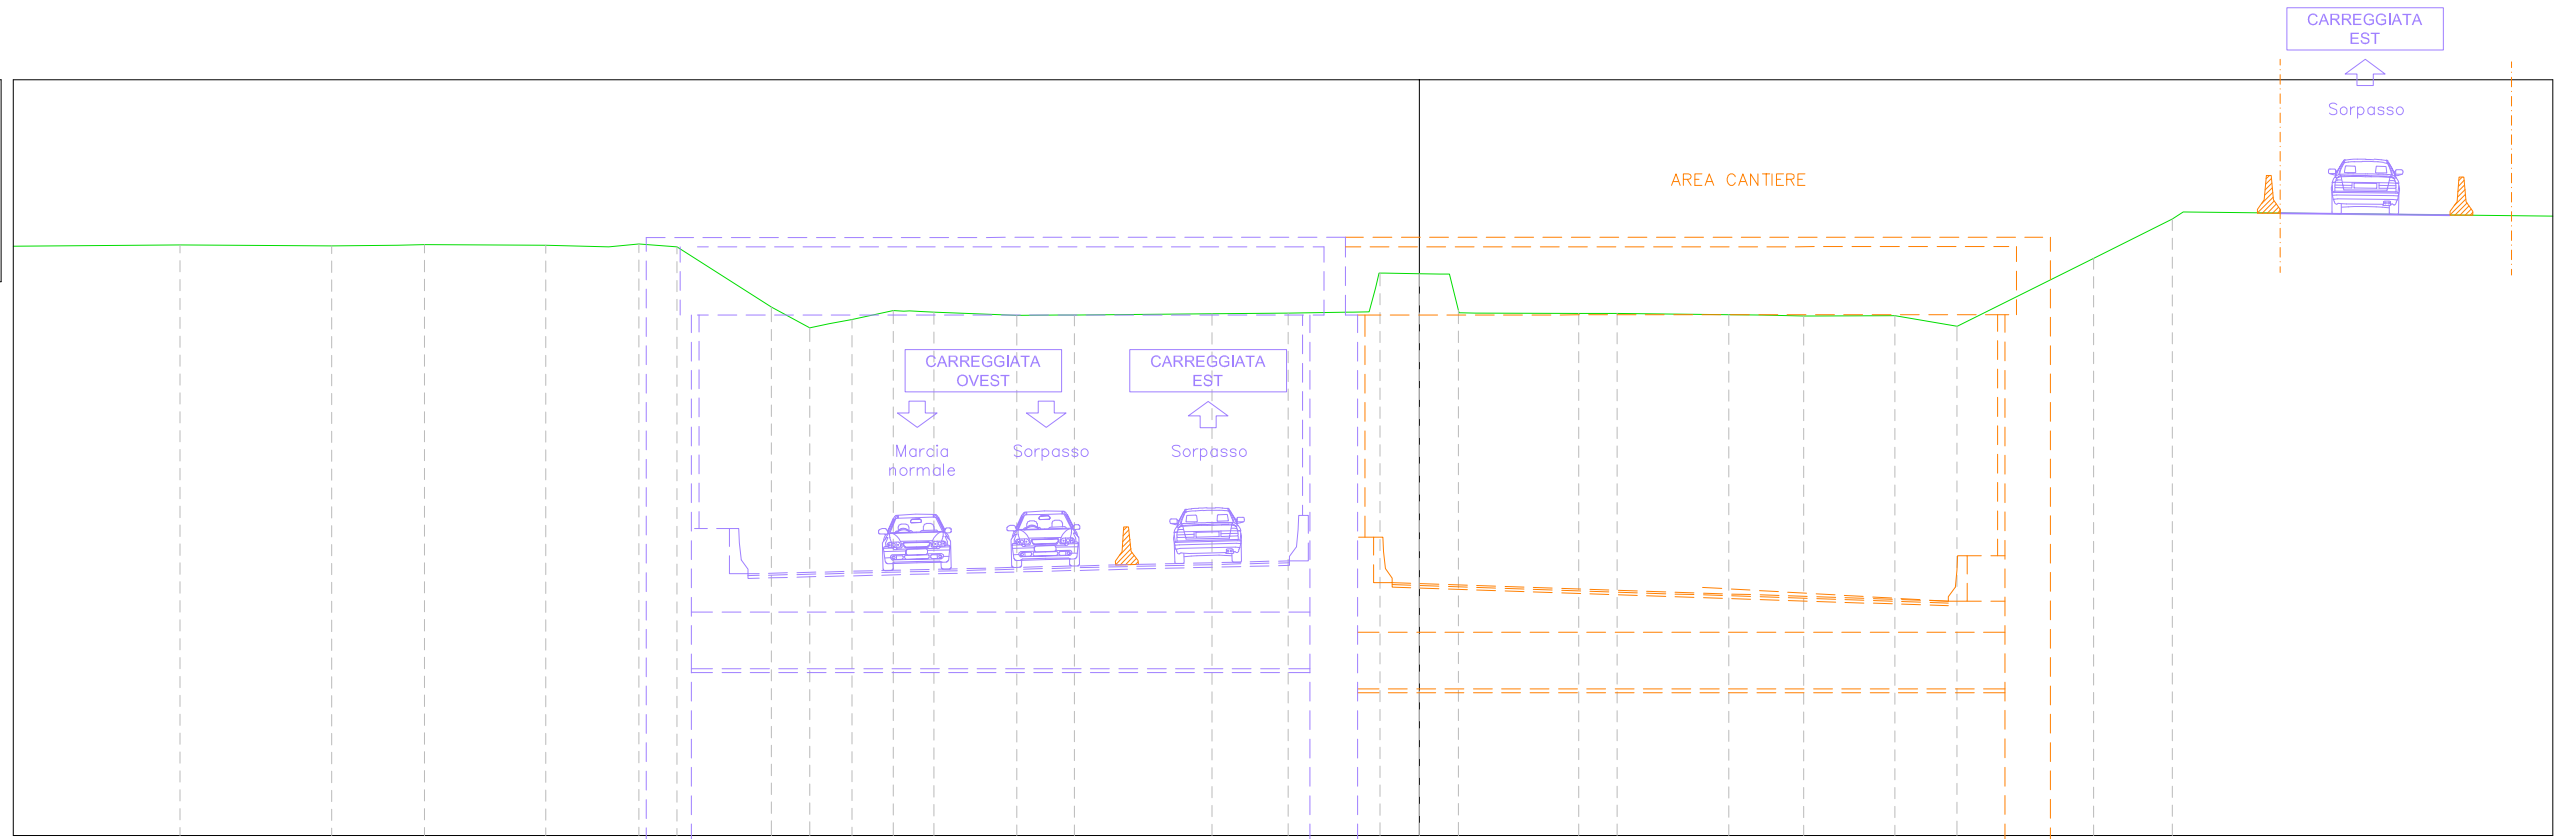 CARREGGIATA
EST
Sorpasso
AREA CANTIERE
CARREGGIATA
OVEST
CARREGGIATA
EST
Marcia
normale
Sorpasso
Sorpasso